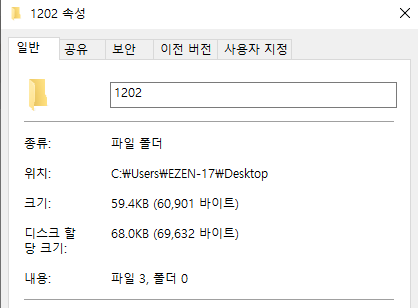 1202 속성
일반 공유 보안 이전 버전 사용자 지정
1202
종류: 파일 폴더
위치: C:₩Users₩EZEN-17₩Desktop
크기: 59.4KB (60,901 바이트)
디스크 할 68.0KB (69,632 바이트)
당 크기:
내용: 파일 3, 폴더 0